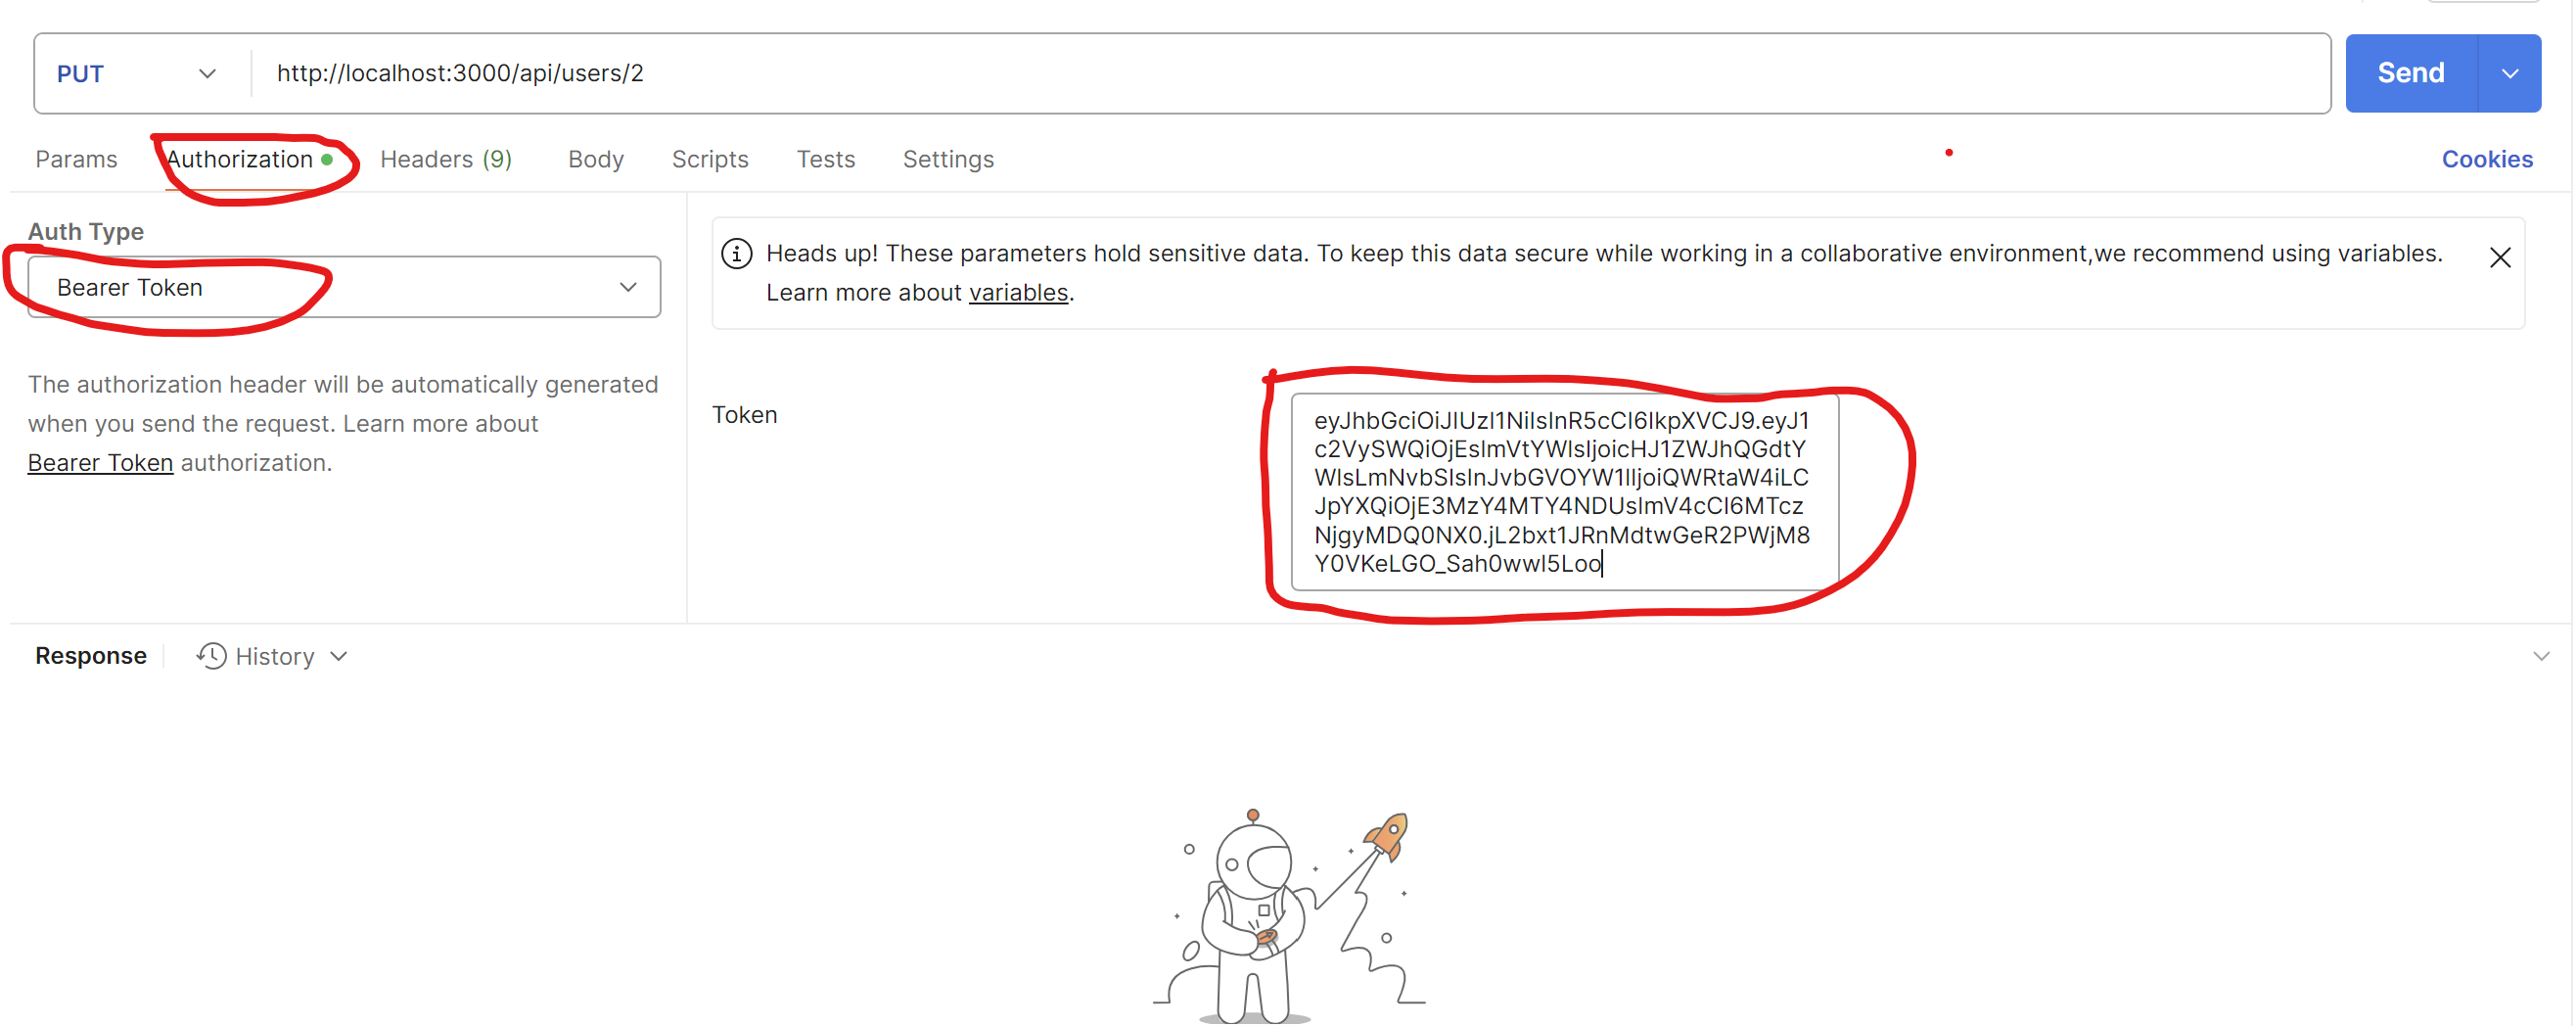 PUT http://localhost:3000/api/users/2 Send
Params Authorization Headers (9) Body Scripts Tests Settings Cookies
Auth Type
Bearer Token
The authorization header will be automatically generated
when you send the request. Learn more about
Bearer Token authorization.
Heads up! These parameters hold sensitive data. To keep this data secure while working in a collaborative environment,we recommend using variables.
Learn more about variables.
Token
eyJhbGciOiJIUzI1NiIsInR5cCI6IkpXVCJ9.eyJ1
c2VySWQiOjEsImVtYWlsIjoicHJ1ZWJhQGdtY
WlsLmNvbSIsInJvbGVOYW1lIjoiQWRtaW4iLC
JpYXQiOjE3MzY4MTY4NDUsImV4cCI6MTcz
NjgyMDQ0NX0.jL2bxt1JRnMdtwGeR2PWjM8
Y0VKeLGO_Sah0wwI5Loo
Response History